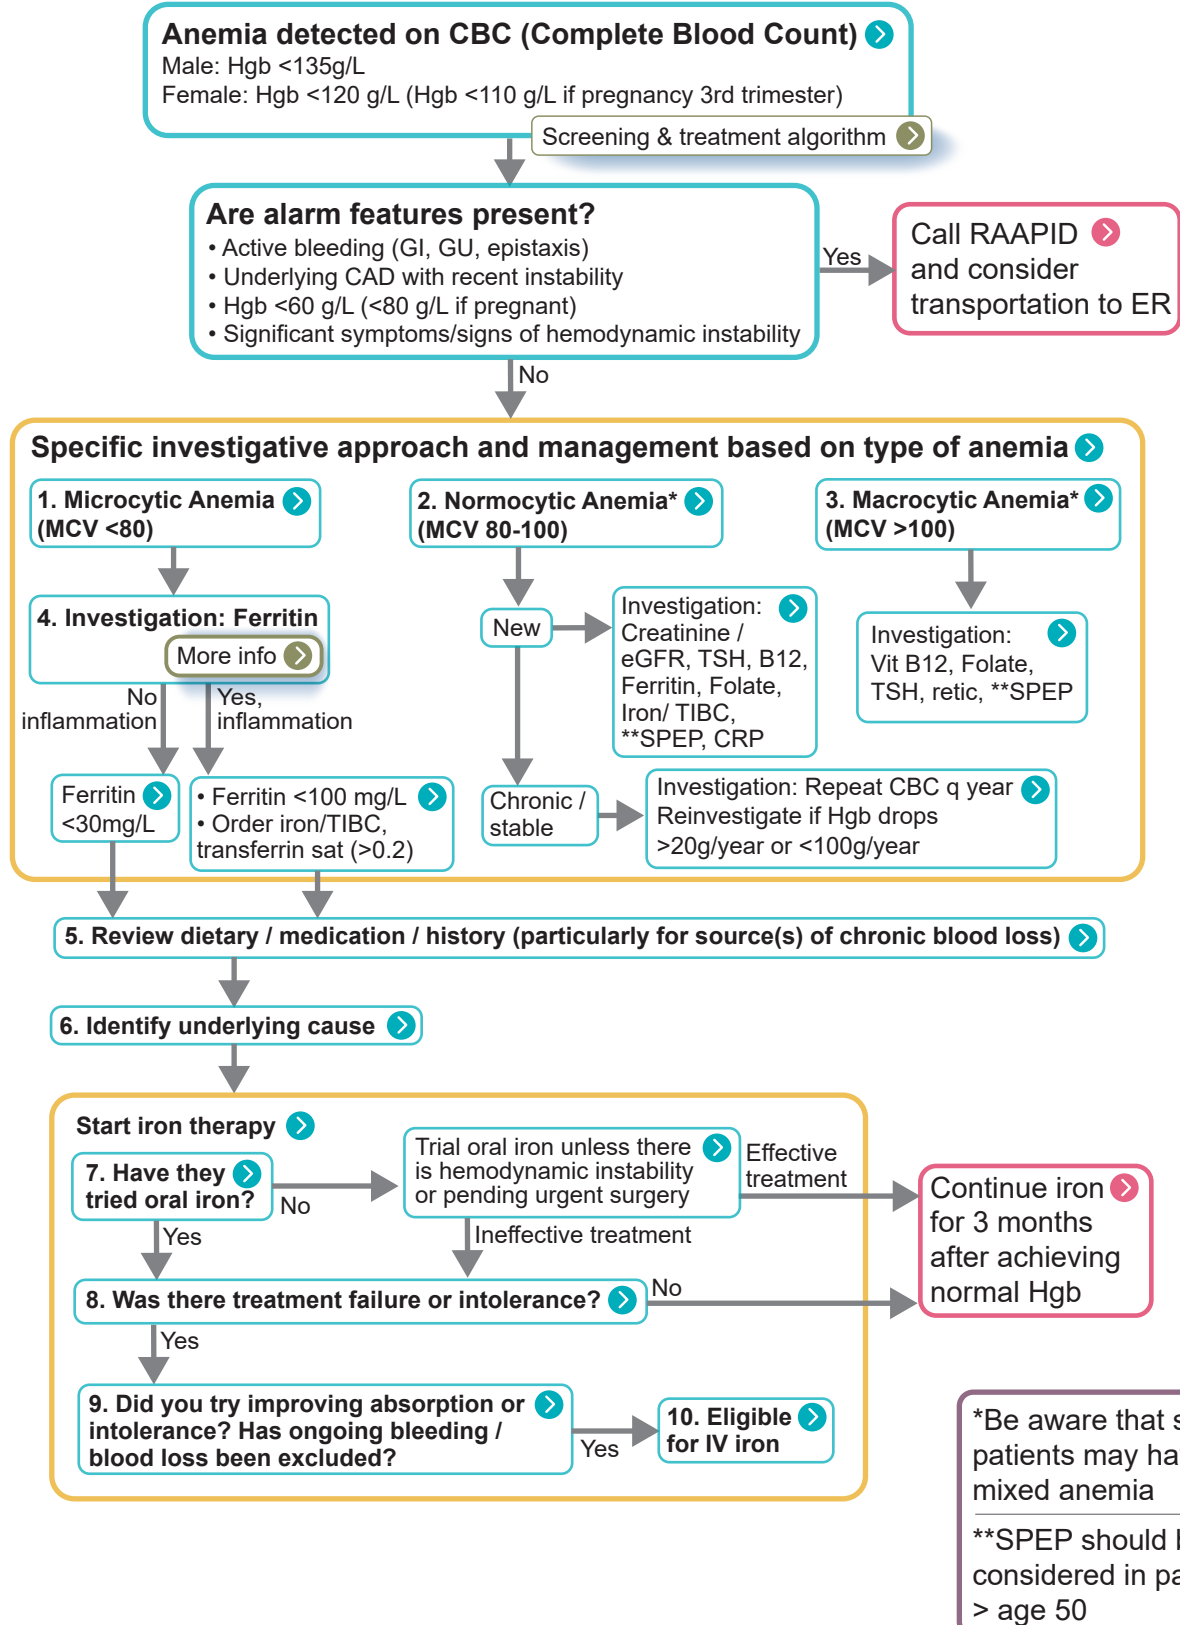 Anemia detected on CBC (Complete Blood Count)
Male: Hgb <135g/L
Female: Hgb <120 g/L (Hgb <110 g/L if pregnancy 3rd trimester)
Screening & treatment algorithm
Are alarm features present?
• Active bleeding (GI, GU, epistaxis)
• Underlying CAD with recent instability
• Hgb <60 g/L (<80 g/L if pregnant)
• Significant symptoms/signs of hemodynamic instability
Yes
Call RAAPID
and consider
transportation to ER
No
Specific investigative approach and management based on type of anemia
1. Microcytic Anemia
(MCV <80)
2. Normocytic Anemia*
(MCV 80-100)
3. Macrocytic Anemia*
(MCV >100)
4. Investigation: Ferritin
More info
No
inflammation
Yes,
inflammation
Ferritin
<30mg/L
• Ferritin <100 mg/L
• Order iron/TIBC,
transferrin sat (>0.2)
New
Investigation:
Creatinine /
eGFR, TSH, B12,
Ferritin, Folate,
Iron/ TIBC,
**SPEP, CRP
Chronic /
stable
Investigation: Repeat CBC q year
Reinvestigate if Hgb drops
>20g/year or <100g/year
Investigation:
Vit B12, Folate,
TSH, retic, **SPEP
5. Review dietary / medication / history (particularly for source(s) of chronic blood loss)
6. Identify underlying cause
Start iron therapy
7. Have they
tried oral iron?
No
Trial oral iron unless there
is hemodynamic instability
or pending urgent surgery
Effective
treatment
Yes
Ineffective treatment
Continue iron
for 3 months
after achieving
normal Hgb
8. Was there treatment failure or intolerance?
No
Yes
9. Did you try improving absorption or
intolerance? Has ongoing bleeding /
blood loss been excluded?
Yes
10. Eligible
for IV iron
*Be aware that
patients may
mixed anemia
**SPEP should
considered in
> age 50